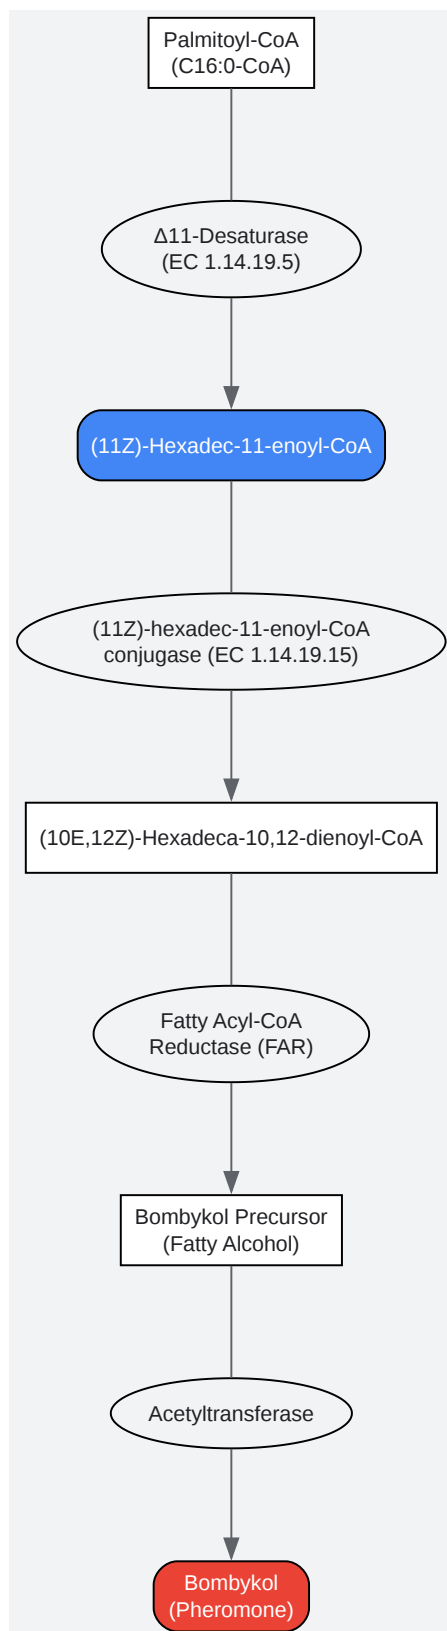 Palmitoyl-CoA
(C16:0-CoA)
Δ11-Desaturase
(EC 1.14.19.5)
(11Z)-Hexadec-11-enoyl-CoA
(11Z)-hexadec-11-enoyl-CoA
conjugase (EC 1.14.19.15)
(10E,12Z)-Hexadeca-10,12-dienoyl-CoA
Fatty Acyl-CoA
Reductase (FAR)
Bombykol Precursor
(Fatty Alcohol)
Acetyltransferase
Bombykol
(Pheromone)